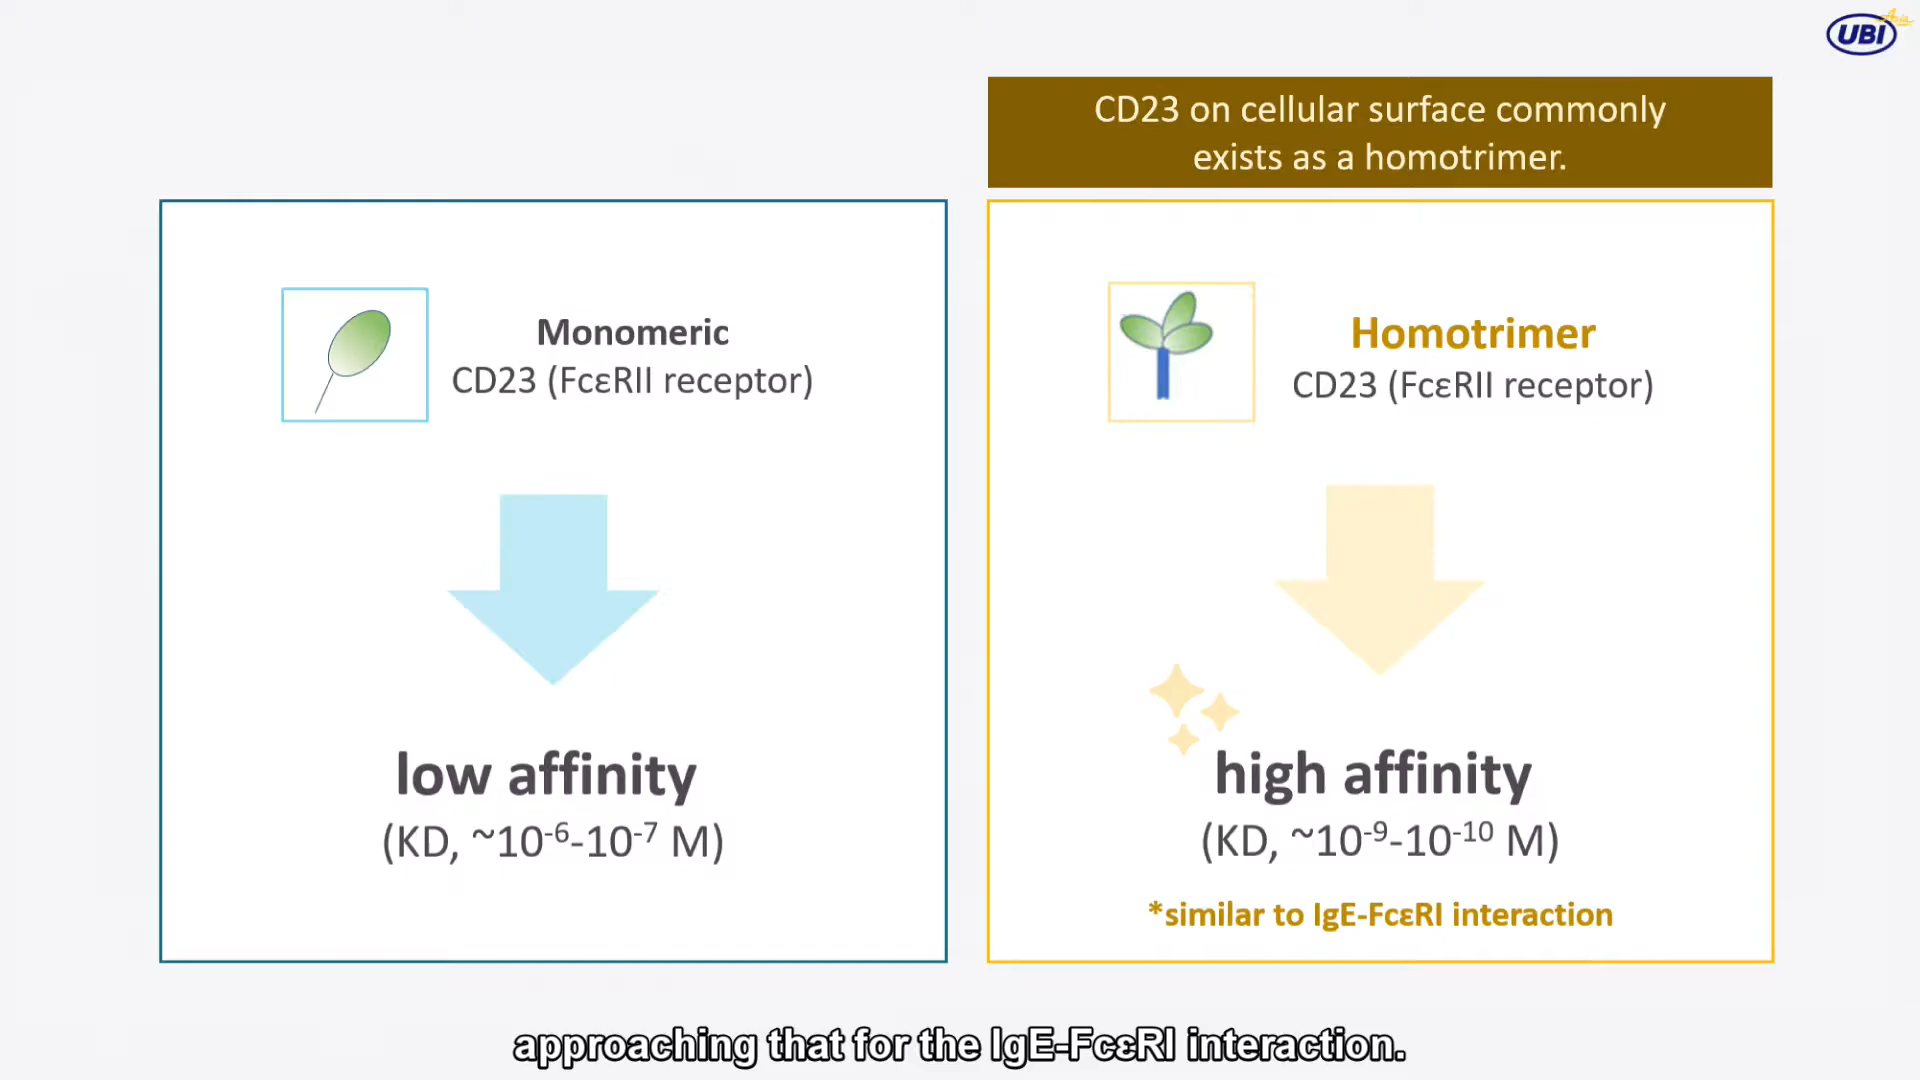 UBI Asia
CD23 on cellular surface commonly
exists as a homotrimer.
Monomeric
CD23 (FcεRII receptor)
low affinity
(KD, ~10⁻⁶-10⁻⁷ M)
Homotrimer
CD23 (FcεRII receptor)
high affinity
(KD, ~10⁻⁹-10⁻¹⁰ M)
*similar to IgE-FcεRI interaction
approaching that for the IgE-FcεRI interaction.